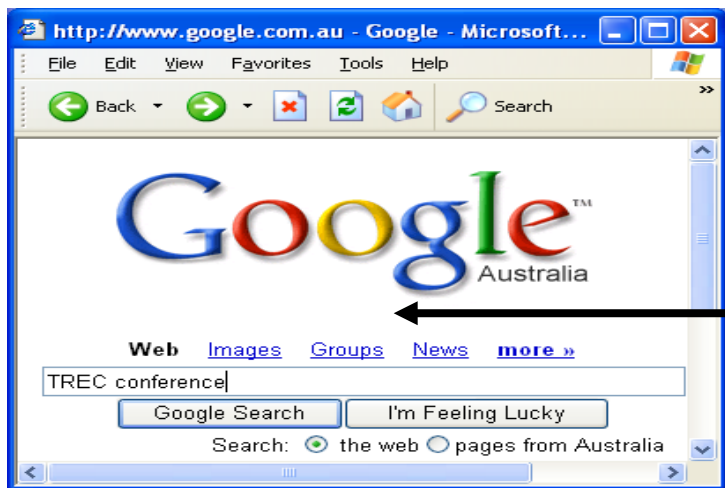 http://www.google.com.au - Google - Microsoft...
File Edit View Favorites Tools Help
Back Search »
Google™
Australia
Web Images Groups News more »
TREC conference
Google Search I'm Feeling Lucky
Search: the web pages from Australia